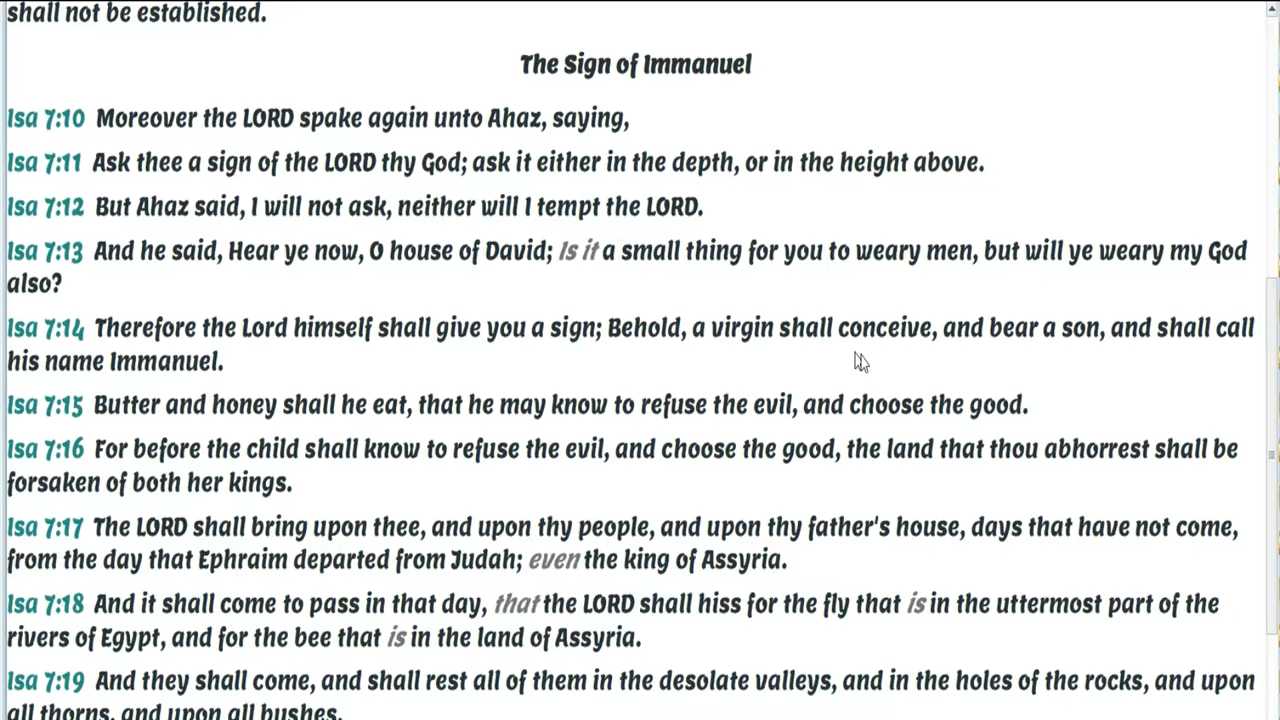 shall not be established.
The Sign of Immanuel
Isa 7:10 Moreover the LORD spake again unto Ahaz, saying,
Isa 7:11 Ask thee a sign of the LORD thy God; ask it either in the depth, or in the height above.
Isa 7:12 But Ahaz said, I will not ask, neither will I tempt the LORD.
Isa 7:13 And he said, Hear ye now, O house of David; Is it a small thing for you to weary men, but will ye weary my God
also?
Isa 7:14 Therefore the Lord himself shall give you a sign; Behold, a virgin shall conceive, and bear a son, and shall call
his name Immanuel.
Isa 7:15 Butter and honey shall he eat, that he may know to refuse the evil, and choose the good.
Isa 7:16 For before the child shall know to refuse the evil, and choose the good, the land that thou abhorrest shall be
forsaken of both her kings.
Isa 7:17 The LORD shall bring upon thee, and upon thy people, and upon thy father's house, days that have not come,
from the day that Ephraim departed from Judah; even the king of Assyria.
Isa 7:18 And it shall come to pass in that day, that the LORD shall hiss for the fly that is in the uttermost part of the
rivers of Egypt, and for the bee that is in the land of Assyria.
Isa 7:19 And they shall come, and shall rest all of them in the desolate valleys, and in the holes of the rocks, and upon
all thorns, and upon all bushes.